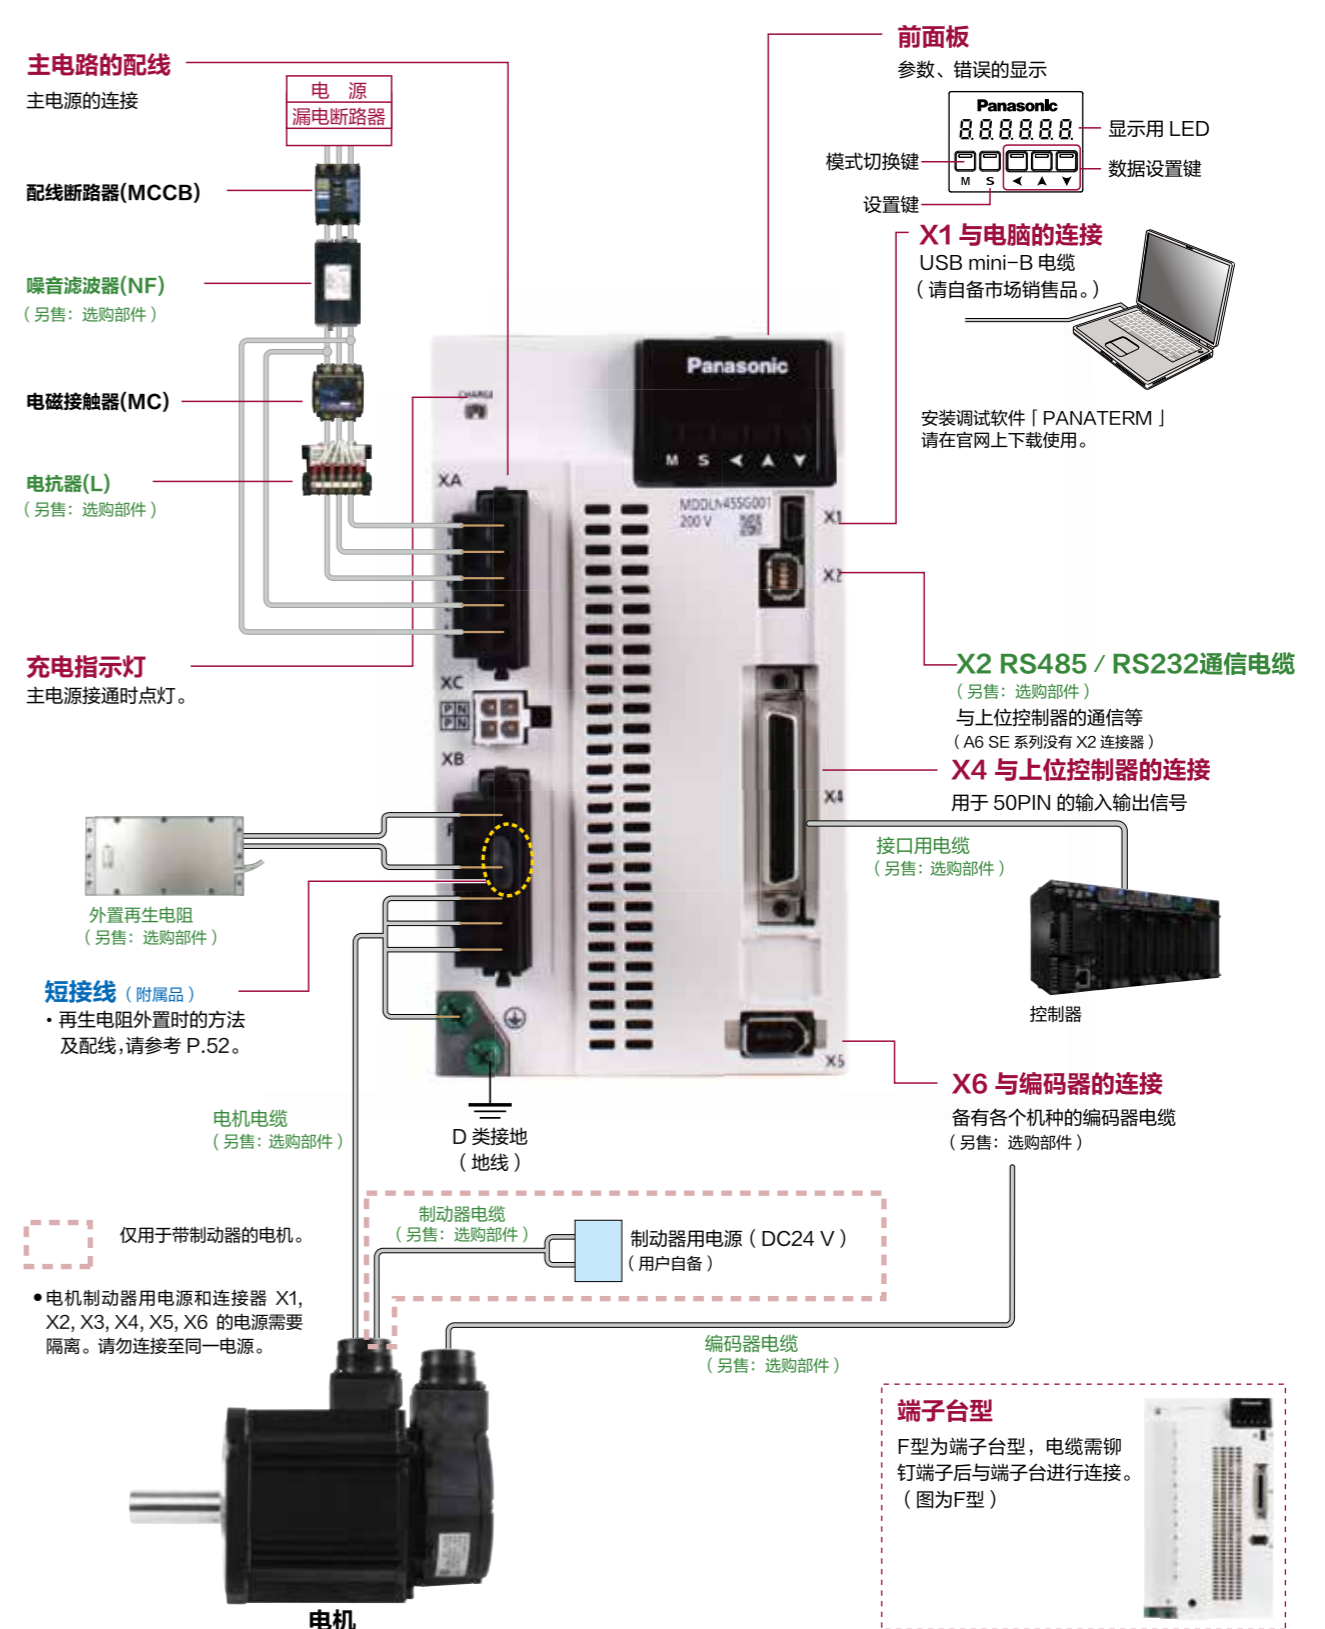 主电路的配线
主电源的连接
电 源
漏电断路器
配线断路器(MCCB)
噪音滤波器(NF)
（另售：选购部件）
电磁接触器(MC)
电抗器(L)
（另售：选购部件）
充电指示灯
主电源接通时点灯。
外置再生电阻
（另售：选购部件）
短接线（附属品）
・再生电阻外置时的方法
及配线,请参考 P.52。
电机电缆
（另售：选购部件）
D 类接地
（地线）
前面板
参数、错误的显示
Panasonic
8.8.8.8.8.8.
显示用 LED
模式切换键
数据设置键
M S
设置键
X1 与电脑的连接
USB mini-B 电缆
（请自备市场销售品。）
安装调试软件「PANATERM」
请在官网上下载使用。
Panasonic
M S
CHARGE
XA
MDDLN45SG001
200 V
X1
X2
XC
P N
P N
XB
X4
X5
X2 RS485 / RS232通信电缆
（另售：选购部件）
与上位控制器的通信等
（A6 SE 系列没有 X2 连接器）
X4 与上位控制器的连接
用于 50PIN 的输入输出信号
接口用电缆
（另售：选购部件）
控制器
X6 与编码器的连接
备有各个机种的编码器电缆
（另售：选购部件）
仅用于带制动器的电机。
●电机制动器用电源和连接器 X1,
X2, X3, X4, X5, X6 的电源需要
隔离。请勿连接至同一电源。
制动器电缆
（另售：选购部件）
制动器用电源（DC24 V）
（用户自备）
编码器电缆
（另售：选购部件）
电机
端子台型
F型为端子台型，电缆需铆
钉端子后与端子台进行连接。
（图为F型）